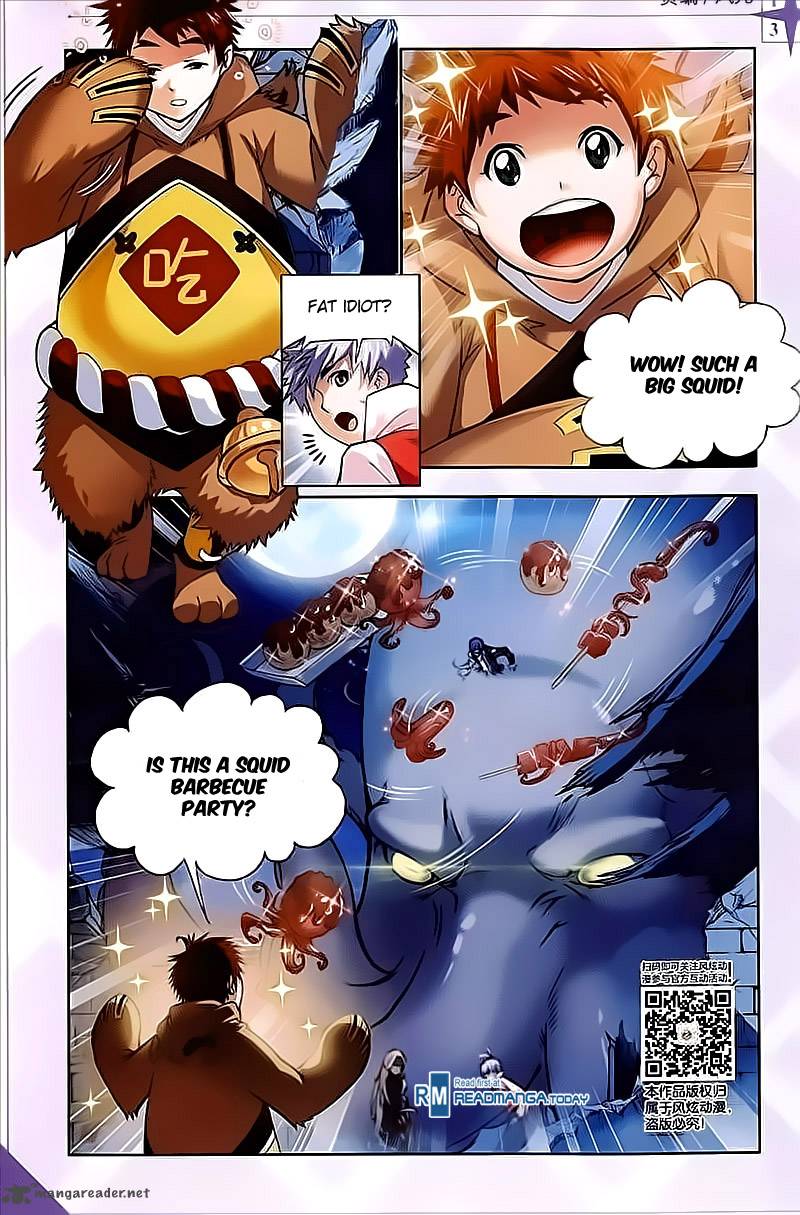 3
吃
FAT IDIOT?
WOW! SUCH A
BIG SQUID!
IS THIS A SQUID
BARBECUE
PARTY?
扫码即可关注风炫动
漫参与官方互动活动。
本作品版权归
属于风炫动漫，
盗版必究！
RM
Read first at
READMANGA.TODAY
mangareader.net